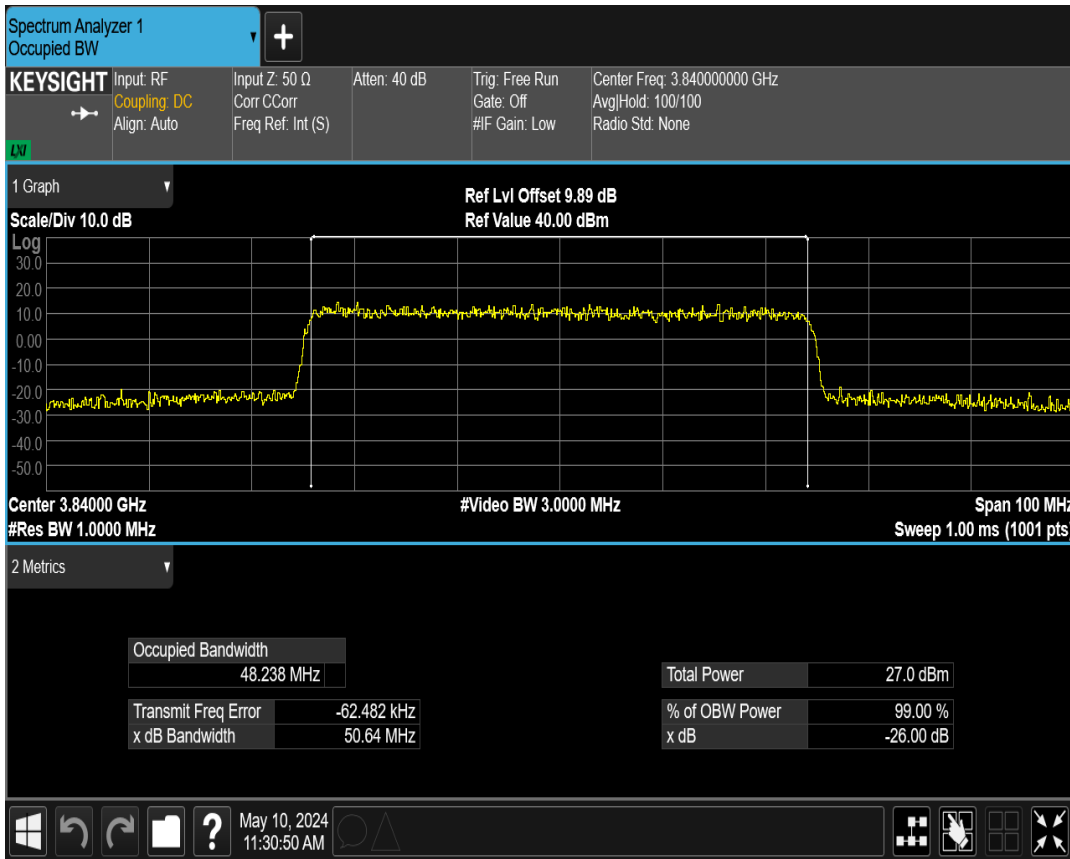 Spectrum Analyzer 1
Occupied BW
KEYSIGHT
Input: RF
Coupling: DC
Align: Auto
Input Z: 50 Ω
Corr CCorr
Freq Ref: Int (S)
Atten: 40 dB
Trig: Free Run
Gate: Off
#IF Gain: Low
Center Freq: 3.840000000 GHz
Avg|Hold: 100/100
Radio Std: None
LXI
1 Graph
Scale/Div 10.0 dB
Ref Lvl Offset 9.89 dB
Ref Value 40.00 dBm
Log
30.0
20.0
10.0
0.00
-10.0
-20.0
-30.0
-40.0
-50.0
Center 3.84000 GHz
#Res BW 1.0000 MHz
#Video BW 3.0000 MHz
Span 100 MHz
Sweep 1.00 ms (1001 pts)
2 Metrics
Occupied Bandwidth
48.238 MHz
Transmit Freq Error -62.482 kHz
x dB Bandwidth 50.64 MHz
Total Power 27.0 dBm
% of OBW Power 99.00 %
x dB -26.00 dB
May 10, 2024
11:30:50 AM